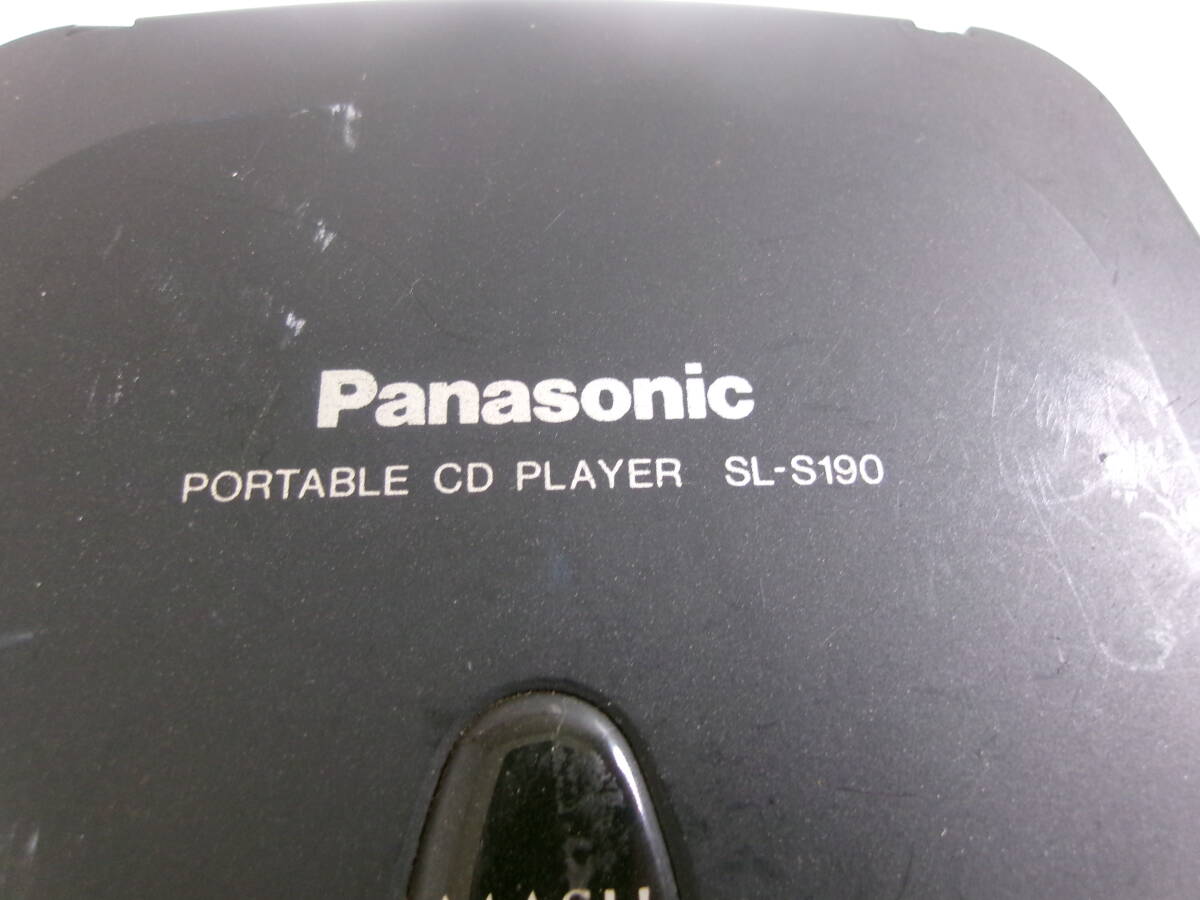 Panasonic
PORTABLE CD PLAYER SL-S190